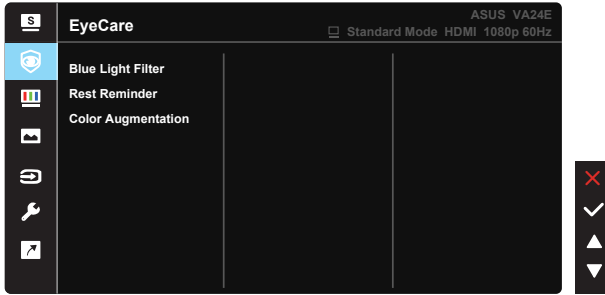 S
ASUS VA24E
EyeCare
Standard Mode HDMI 1080p 60Hz
Blue Light Filter
Rest Reminder
Color Augmentation